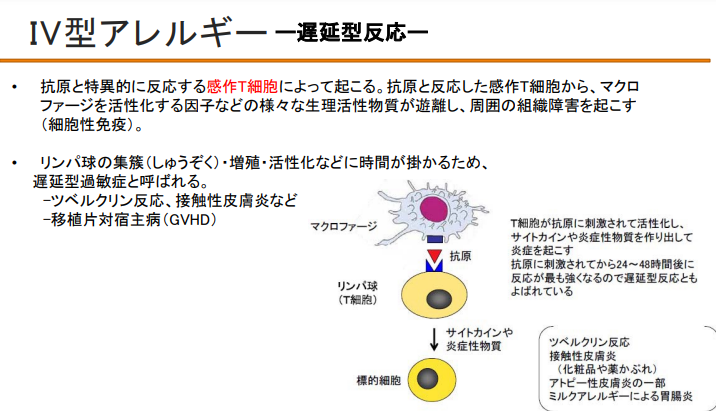 Ⅳ型アレルギー ー遅延型反応ー
• 抗原と特異的に反応する感作T細胞によって起こる。抗原と反応した感作T細胞から、マクロ
ファージを活性化する因子などの様々な生理活性物質が遊離し、周囲の組織障害を起こす
（細胞性免疫）。
• リンパ球の集簇（しゅうぞく）・増殖・活性化などに時間が掛かるため、
遅延型過敏症と呼ばれる。
－ツベルクリン反応、接触性皮膚炎など
－移植片対宿主病（GVHD）
マクロファージ
抗原
リンパ球
（T細胞）
サイトカインや
炎症性物質
標的細胞
T細胞が抗原に刺激されて活性化し、
サイトカインや炎症性物質を作り出して
炎症を起こす
抗原に刺激されてから24～48時間後に
反応が最も強くなるので遅延型反応とも
よばれている
ツベルクリン反応
接触性皮膚炎
（化粧品や薬かぶれ）
アトピー性皮膚炎の一部
ミルクアレルギーによる胃腸炎